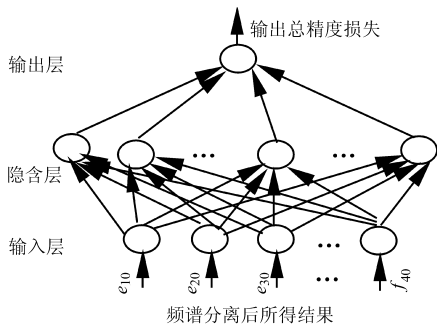 输出总精度损失
输出层
... ...
隐含层
输入层
...
e10 e20 e30 ... f40
频谱分离后所得结果